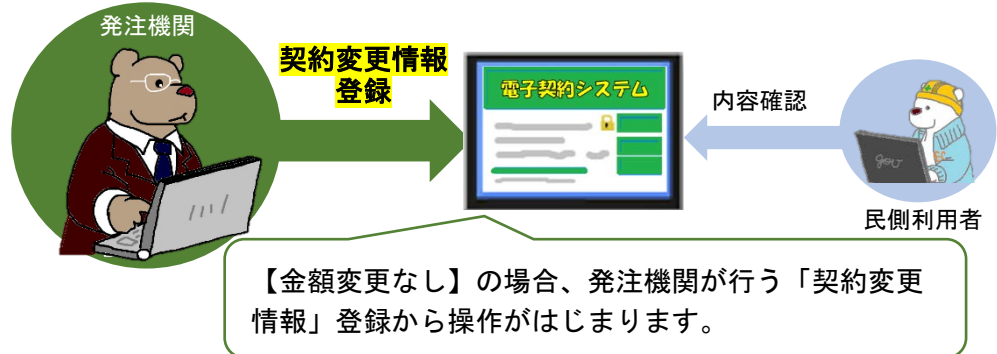 発注機関
契約変更情報
登録
電子契約システム
内容確認
gov
民側利用者
【金額変更なし】の場合、発注機関が行う「契約変更
情報」登録から操作がはじまります。